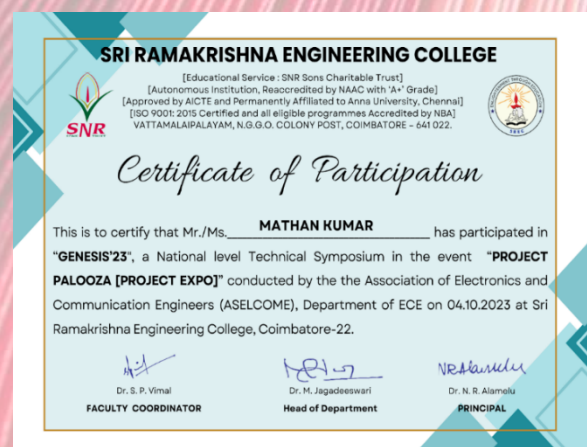 SRI RAMAKRISHNA ENGINEERING COLLEGE
[Educational Service : SNR Sons Charitable Trust]
[Autonomous Institution, Reaccredited by NAAC with 'A+' Grade]
[Approved by AICTE and Permanently Affiliated to Anna University, Chennai]
[ISO 9001: 2015 Certified and all eligible programmes Accredited by NBA]
VATTAMALAIPALAYAM, N.G.G.O. COLONY POST, COIMBATORE – 641 022.
SNR
Certificate of Participation
This is to certify that Mr./Ms. MATHAN KUMAR has participated in
"GENESIS'23", a National level Technical Symposium in the event "PROJECT
PALOOZA [PROJECT EXPO]" conducted by the the Association of Electronics and
Communication Engineers (ASELCOME), Department of ECE on 04.10.2023 at Sri
Ramakrishna Engineering College, Coimbatore-22.
NRAlamelu
Dr. S. P. Vimal
Dr. M. Jagadeeswari
Dr. N. R. Alamelu
FACULTY COORDINATOR
Head of Department
PRINCIPAL